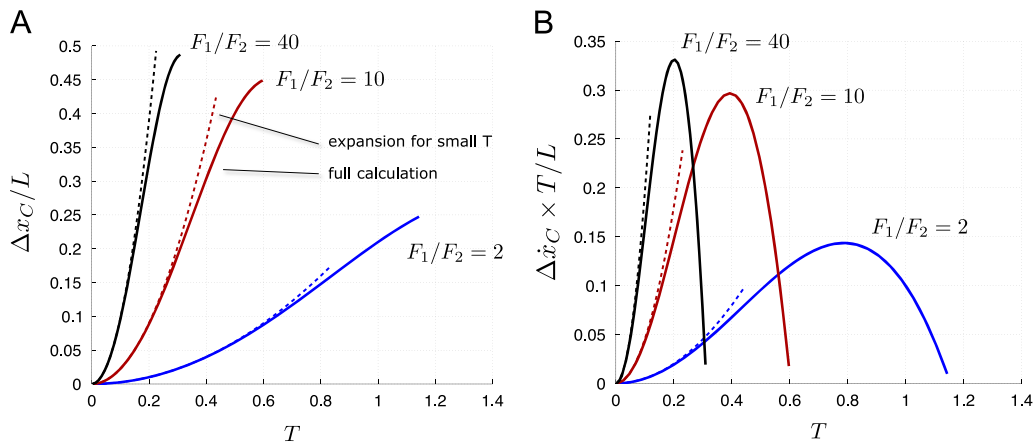 A
0.5
0.45
0.4
0.35
0.3
0.25
0.2
0.15
0.1
0.05
0
Δx_C/L
F_1/F_2 = 40
F_1/F_2 = 10
expansion for small T
full calculation
F_1/F_2 = 2
0 0.2 0.4 0.6 0.8 1 1.2 1.4
T
B
0.35
0.3
0.25
0.2
0.15
0.1
0.05
0
Δẋ_C × T/L
F_1/F_2 = 40
F_1/F_2 = 10
F_1/F_2 = 2
0 0.2 0.4 0.6 0.8 1 1.2 1.4
T